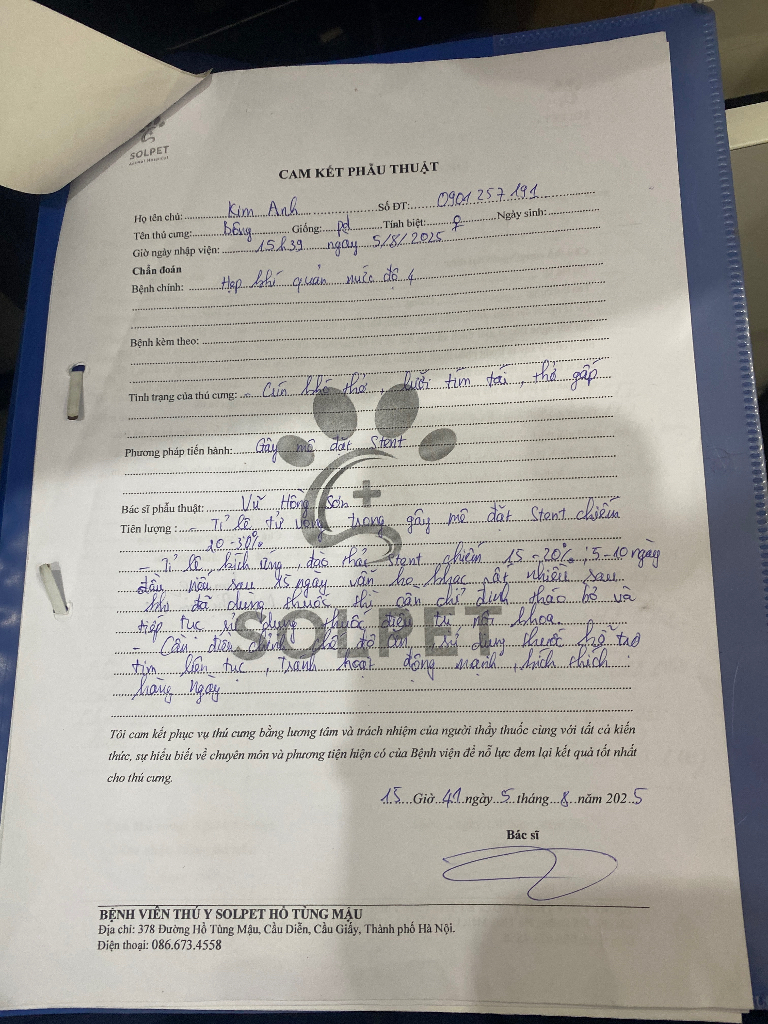 SOLPET
Animal Hospital
CAM KẾT PHẪU THUẬT
Họ tên chủ: Kim Anh Số ĐT: 0901 257 191
Tên thú cưng: Bống Giống: pd Tính biệt: ♀ Ngày sinh:
Giờ ngày nhập viện: 15h39 ngày 5/8/2025
Chẩn đoán
Bệnh chính: Hẹp khí quản mức độ 4
Bệnh kèm theo:
Tình trạng của thú cưng: - Cún khó thở, lưỡi tím tái, thở gấp
Phương pháp tiến hành: Gây mê đặt Stent
Bác sĩ phẫu thuật: Vũ Hồng Sơn
Tiên lượng : - Tỉ lệ tử vong trong gây mê đặt Stent chiếm
20-30%
- Tỉ lệ kích ứng, đào thải stent chiếm 15-20%; 5-10 ngày
đầu nếu sau 15 ngày vẫn ho khạc rất nhiều sau
khi đã dùng thuốc thì cần chỉ định tháo bỏ và
tiếp tục sử dụng thuốc điều trị nội khoa.
- Cần điều chỉnh chế độ ăn, sử dụng thuốc hỗ trợ
tim liên tục, Tránh hoạt động mạnh, kích thích
hàng ngày.
SOLPET
Tôi cam kết phục vụ thú cưng bằng lương tâm và trách nhiệm của người thầy thuốc cùng với tất cả kiến
thức, sự hiểu biết về chuyên môn và phương tiện hiện có của Bệnh viện để nỗ lực đem lại kết quả tốt nhất
cho thú cưng.
15 Giờ 41 ngày 5 tháng 8 năm 2025
Bác sĩ
BỆNH VIÊN THÚ Y SOLPET HỒ TÙNG MẬU
Địa chỉ: 378 Đường Hồ Tùng Mậu, Cầu Diễn, Cầu Giấy, Thành phố Hà Nội.
Điện thoại: 086.673.4558